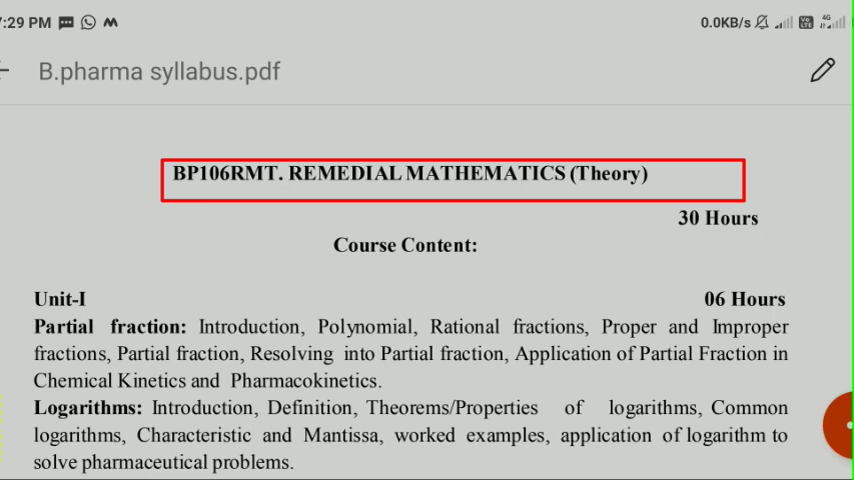 :29 PM
0.0KB/s
4G
B.pharma syllabus.pdf
BP106RMT. REMEDIAL MATHEMATICS (Theory)
30 Hours
Course Content:
Unit-I 06 Hours
Partial fraction: Introduction, Polynomial, Rational fractions, Proper and Improper
fractions, Partial fraction, Resolving into Partial fraction, Application of Partial Fraction in
Chemical Kinetics and Pharmacokinetics.
Logarithms: Introduction, Definition, Theorems/Properties of logarithms, Common
logarithms, Characteristic and Mantissa, worked examples, application of logarithm to
solve pharmaceutical problems.